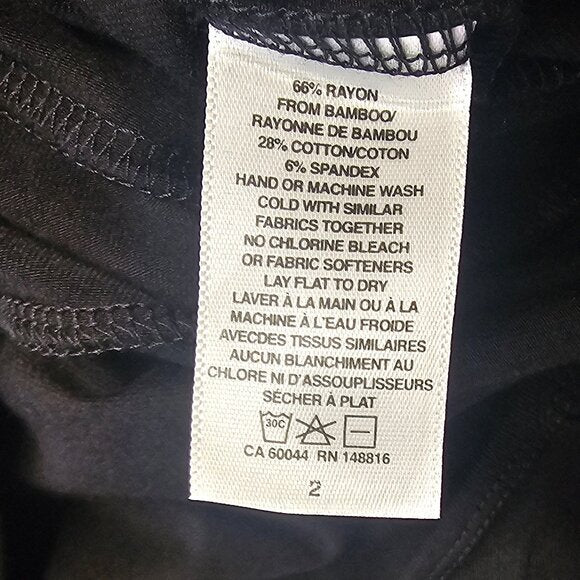 66% RAYON
FROM BAMBOO/
RAYONNE DE BAMBOU
28% COTTON/COTON
6% SPANDEX
HAND OR MACHINE WASH
COLD WITH SIMILAR
FABRICS TOGETHER
NO CHLORINE BLEACH
OR FABRIC SOFTENERS
LAY FLAT TO DRY
LAVER À LA MAIN OU À LA
MACHINE À L'EAU FROIDE
AVECDES TISSUS SIMILAIRES
AUCUN BLANCHIMENT AU
CHLORE NI D'ASSOUPLISSEURS
SÉCHER À PLAT
30C
CA 60044 RN 148816
2